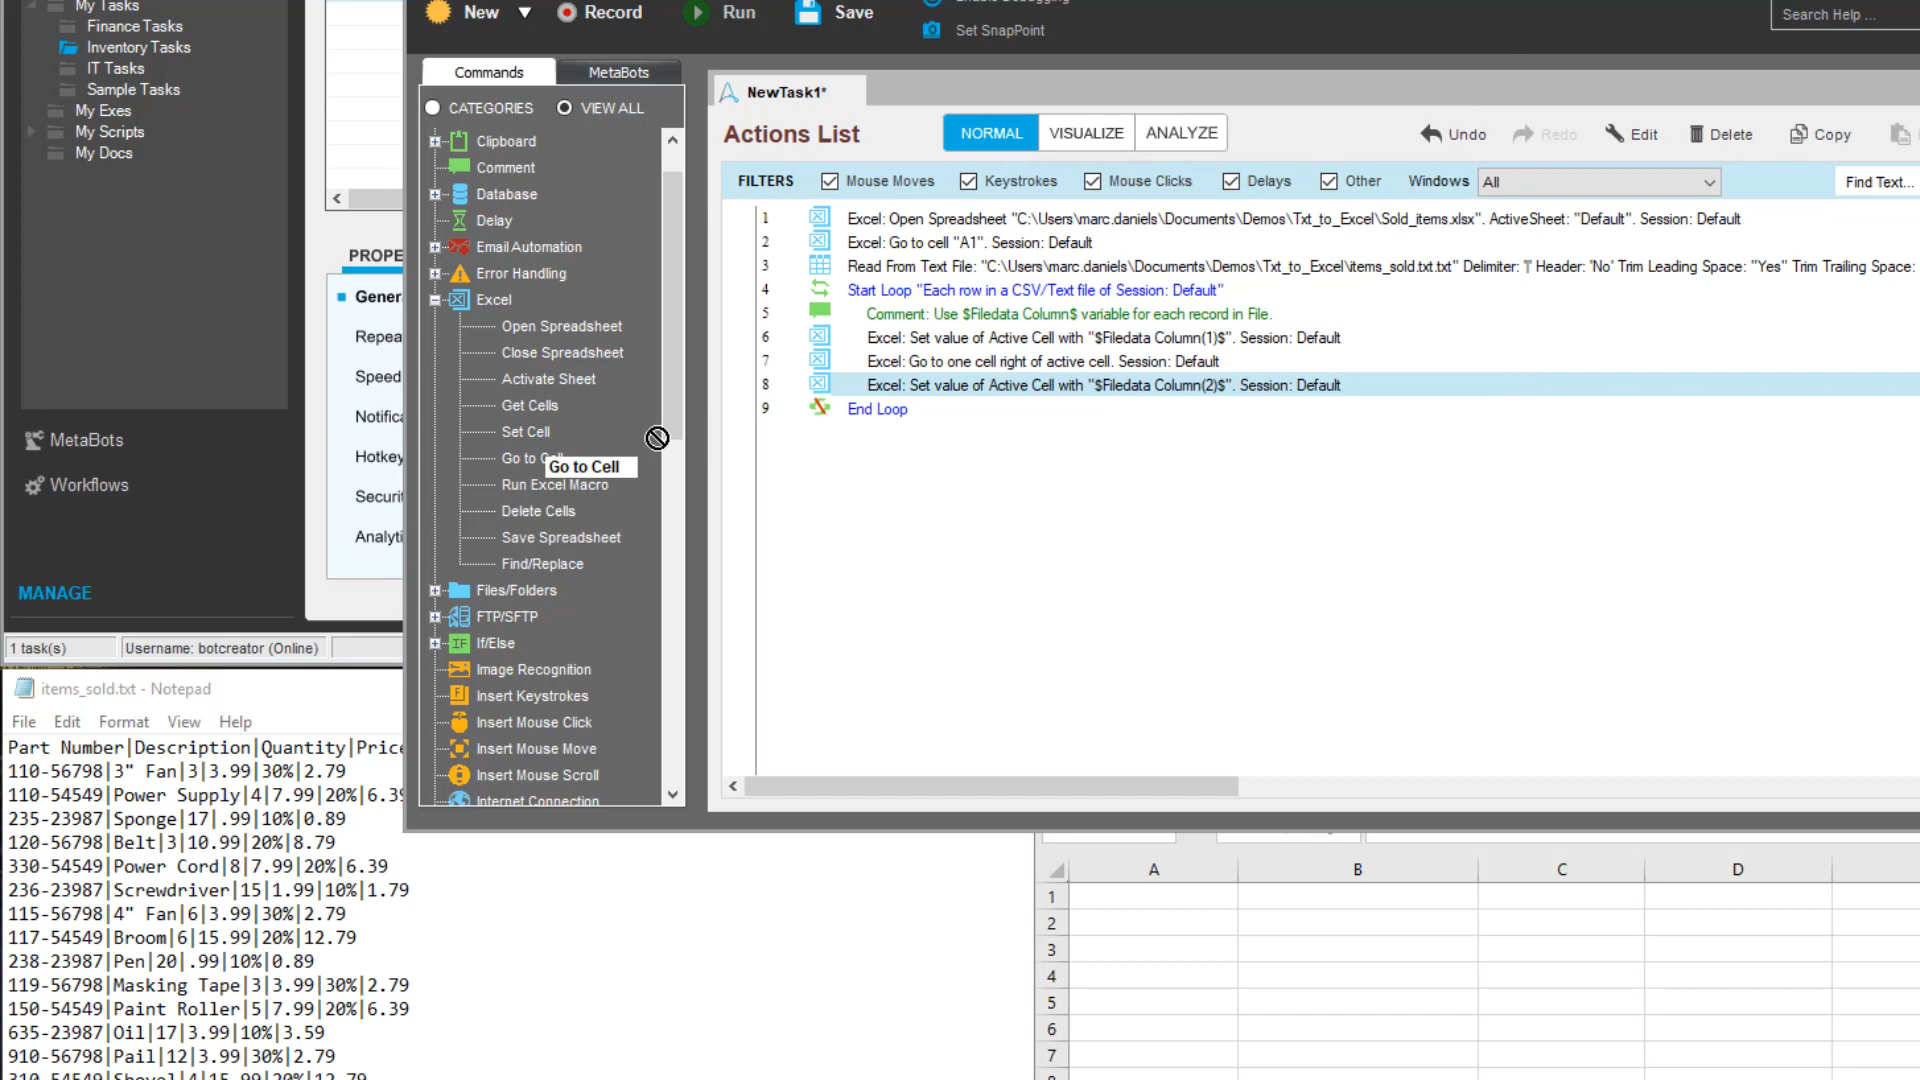 My Tasks
Finance Tasks
Inventory Tasks
IT Tasks
Sample Tasks
My Exes
My Scripts
My Docs
MetaBots
Workflows
MANAGE
1 task(s)
Username: botcreator (Online)
PROPE
Gener
Repea
Speed
Notifica
Hotkey
Securit
Analyti
New
Record
Run
Save
Enable Debugging
Set SnapPoint
Search Help ...
Commands
MetaBots
CATEGORIES
VIEW ALL
Clipboard
Comment
Database
Delay
Email Automation
Error Handling
Excel
Open Spreadsheet
Close Spreadsheet
Activate Sheet
Get Cells
Set Cell
Go to Cell
Go to Cell
Run Excel Macro
Delete Cells
Save Spreadsheet
Find/Replace
Files/Folders
FTP/SFTP
IF If/Else
Image Recognition
Insert Keystrokes
Insert Mouse Click
Insert Mouse Move
Insert Mouse Scroll
Internet Connection
NewTask1*
Actions List
NORMAL
VISUALIZE
ANALYZE
Undo
Redo
Edit
Delete
Copy
FILTERS
Mouse Moves
Keystrokes
Mouse Clicks
Delays
Other
Windows
All
Find Text...
1 Excel: Open Spreadsheet "C:\Users\marc.daniels\Documents\Demos\Txt_to_Excel\Sold_items.xlsx". ActiveSheet: "Default". Session: Default
2 Excel: Go to cell "A1". Session: Default
3 Read From Text File: "C:\Users\marc.daniels\Documents\Demos\Txt_to_Excel\items_sold.txt.txt" Delimiter: '|' Header: 'No' Trim Leading Space: "Yes" Trim Trailing Space:
4 Start Loop "Each row in a CSV/Text file of Session: Default"
5 Comment: Use $Filedata Column$ variable for each record in File.
6 Excel: Set value of Active Cell with "$Filedata Column(1)$". Session: Default
7 Excel: Go to one cell right of active cell. Session: Default
8 Excel: Set value of Active Cell with "$Filedata Column(2)$". Session: Default
9 End Loop
items_sold.txt - Notepad
File Edit Format View Help
Part Number|Description|Quantity|Price
110-56798|3" Fan|3|3.99|30%|2.79
110-54549|Power Supply|4|7.99|20%|6.39
235-23987|Sponge|17|.99|10%|0.89
120-56798|Belt|3|10.99|20%|8.79
330-54549|Power Cord|8|7.99|20%|6.39
236-23987|Screwdriver|15|1.99|10%|1.79
115-56798|4" Fan|6|3.99|30%|2.79
117-54549|Broom|6|15.99|20%|12.79
238-23987|Pen|20|.99|10%|0.89
119-56798|Masking Tape|3|3.99|30%|2.79
150-54549|Paint Roller|5|7.99|20%|6.39
635-23987|Oil|17|3.99|10%|3.59
910-56798|Pail|12|3.99|30%|2.79
310-54549|Shovel|4|15.99|20%|12.79
A B C D
1
2
3
4
5
6
7